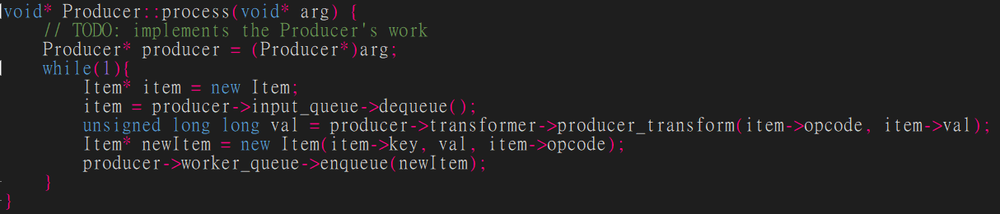 void* Producer::process(void* arg) {
    // TODO: implements the Producer's work
    Producer* producer = (Producer*)arg;
    while(1){
        Item* item = new Item;
        item = producer->input_queue->dequeue();
        unsigned long long val = producer->transformer->producer_transform(item->opcode, item->val);
        Item* newItem = new Item(item->key, val, item->opcode);
        producer->worker_queue->enqueue(newItem);
    }
}